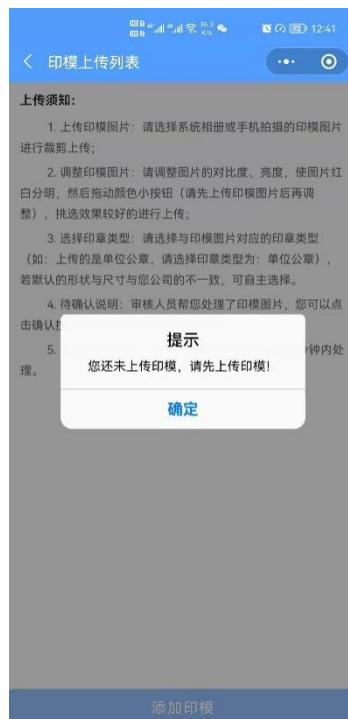 36.3 K/s 12:41
印模上传列表
上传须知:
1. 上传印模图片：请选择系统相册或手机拍摄的印模图片
进行裁剪上传;
2. 调整印模图片：请调整图片的对比度、亮度，使图片红
白分明，然后拖动颜色小按钮（请先上传印模图片后再调
整），挑选效果较好的进行上传;
3. 选择印章类型：请选择与印模图片对应的印章类型
（如：上传的是单位公章，请选择印章类型为：单位公章），
若默认的形状与尺寸与您公司的不一致，可自主选择。
4. 待确认说明：审核人员帮您处理了印模图片，您可以点
击确认
5.
钟内处
理。
提示
您还未上传印模，请先上传印模!
确定
添加印模